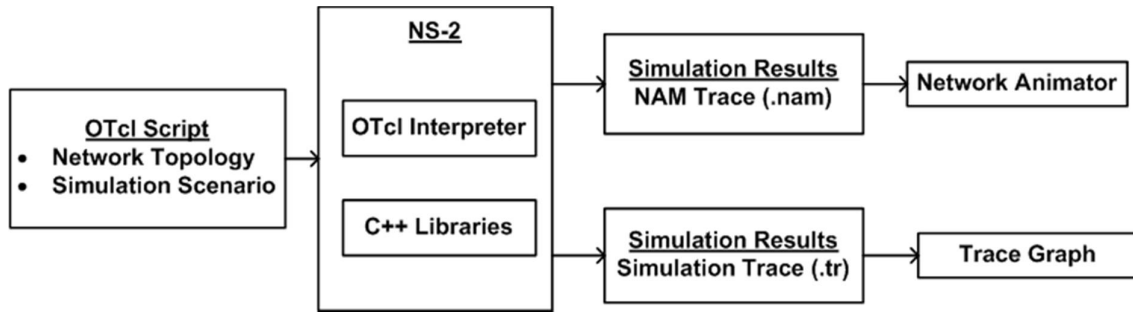 OTcl Script
• Network Topology
• Simulation Scenario
NS-2
OTcl Interpreter
C++ Libraries
Simulation Results
NAM Trace (.nam)
Network Animator
Simulation Results
Simulation Trace (.tr)
Trace Graph